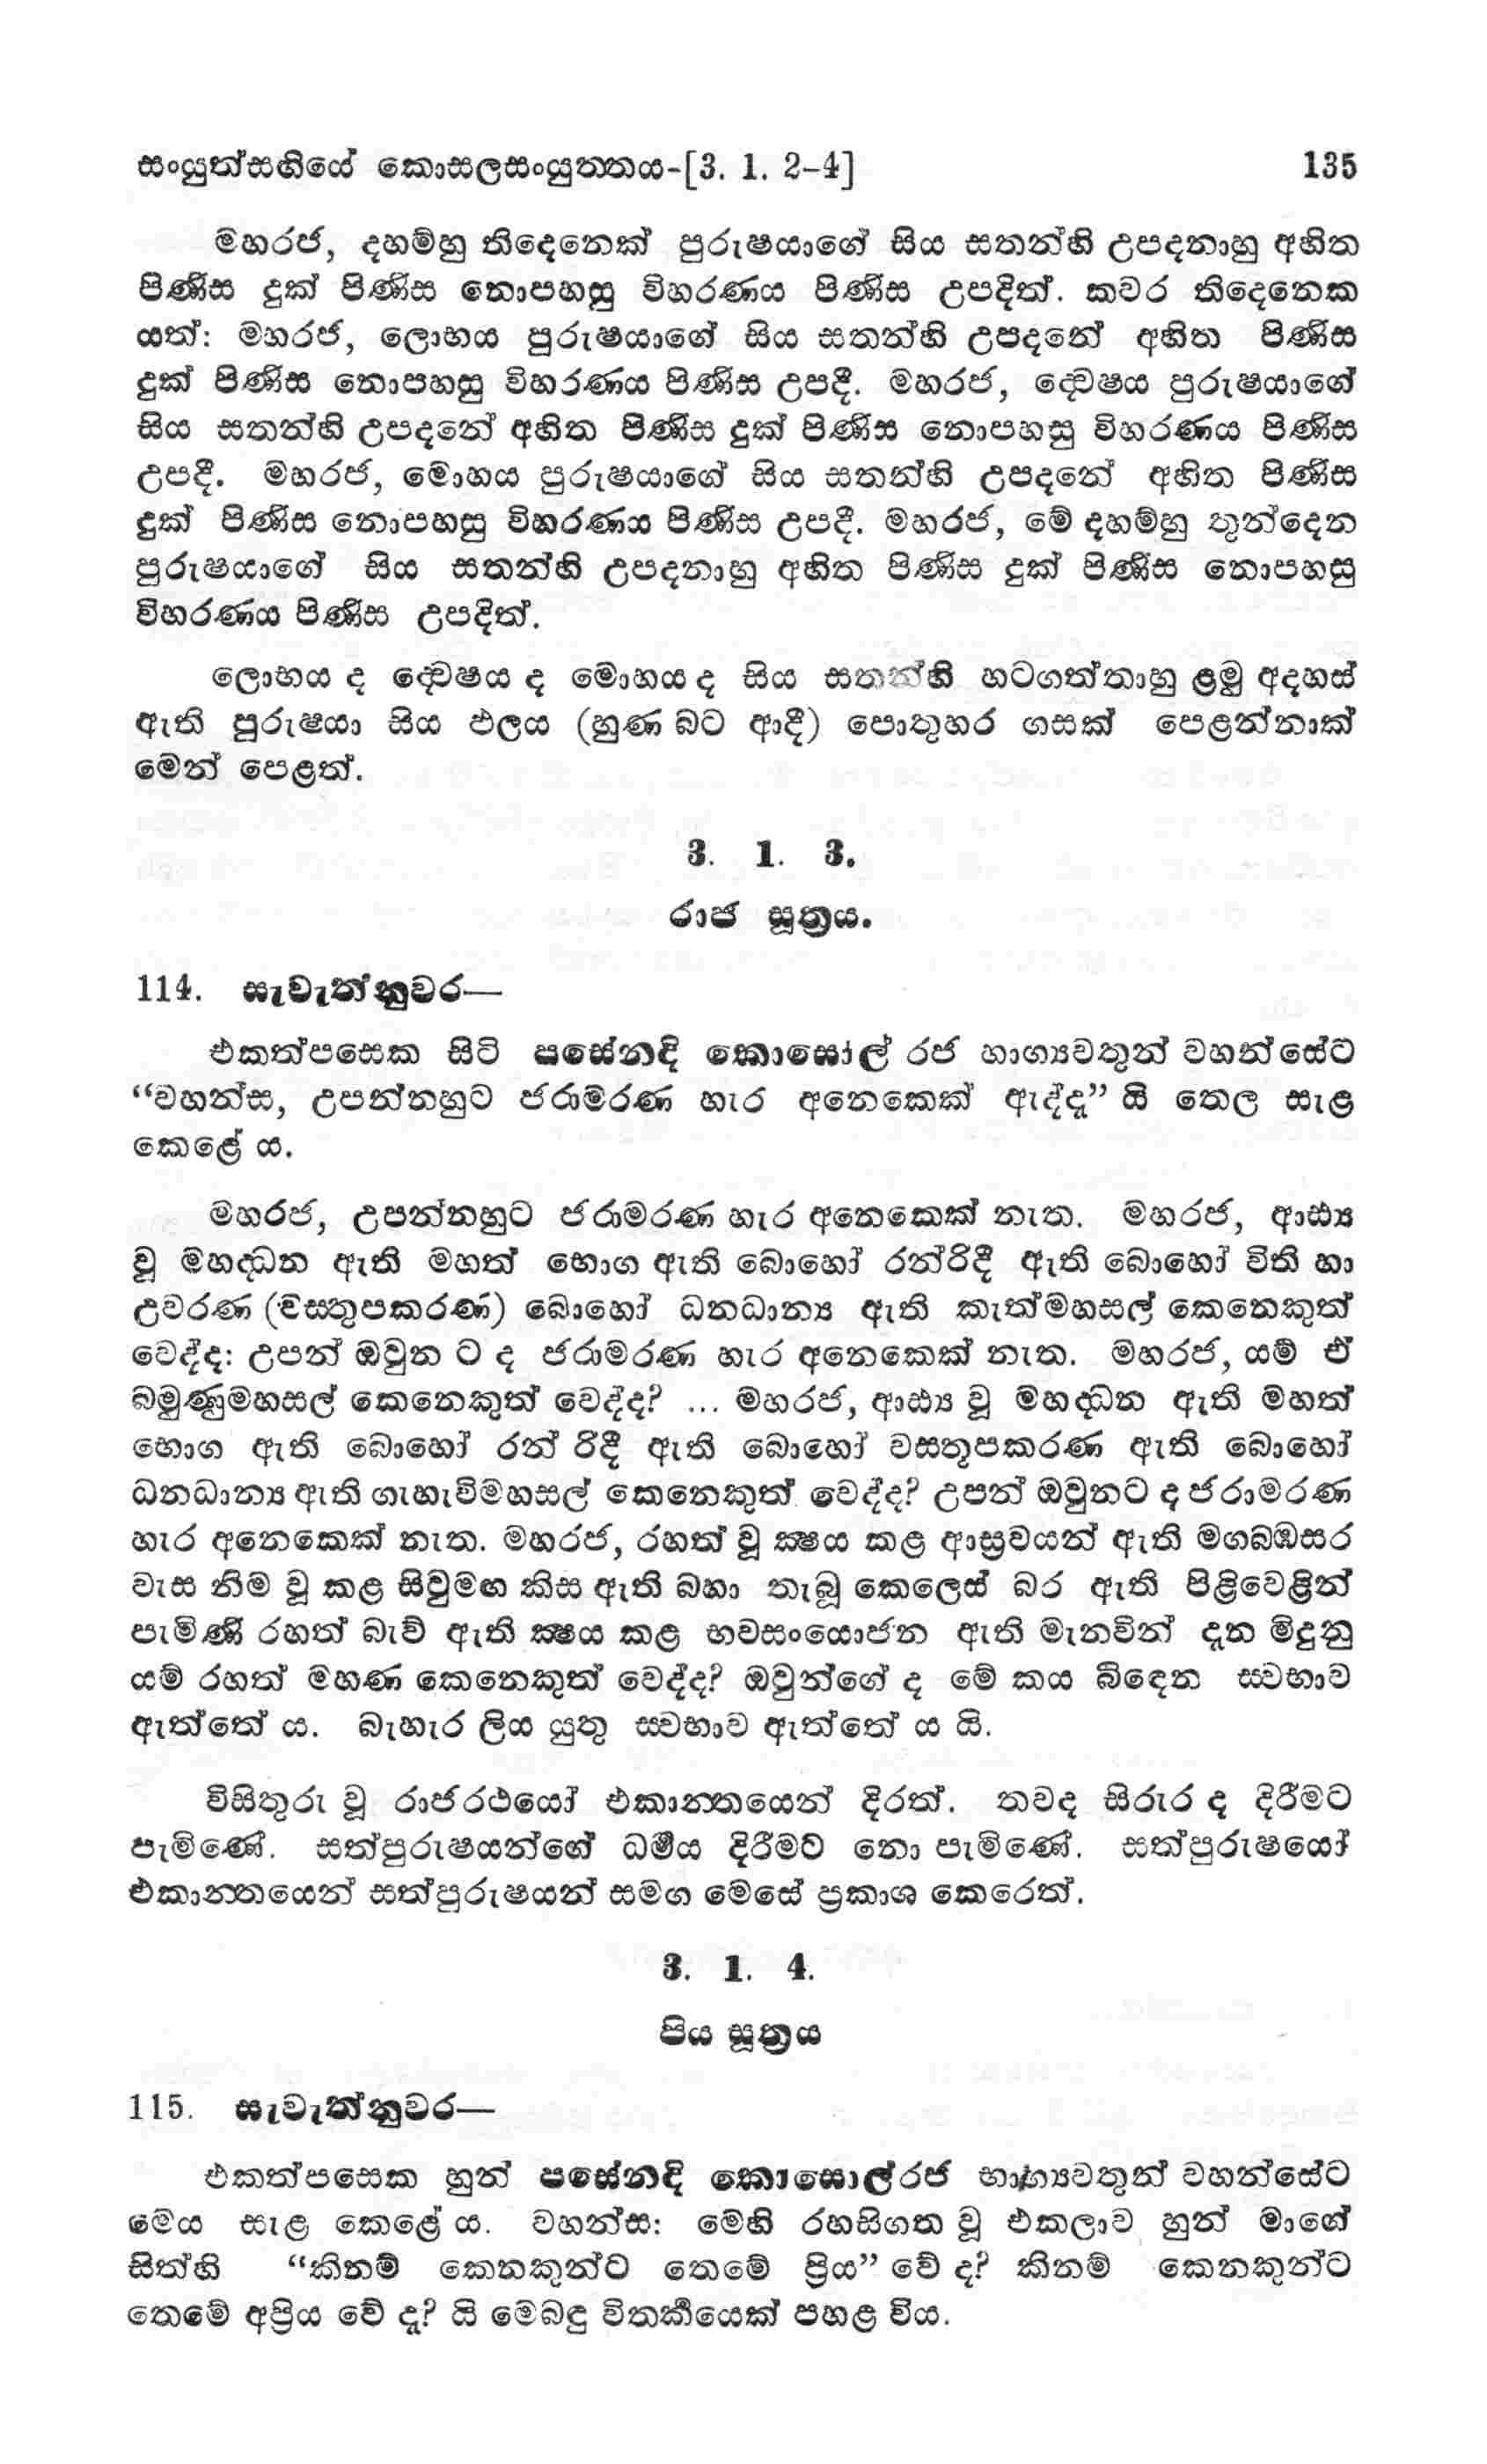 සංයුත්සඟියේ කොසලසංයුත්තය-[3. 1. 2-4] 135
මහරජ, දහම්හු තිදෙනෙක් පුරුෂයාගේ සිය සතන්හි උපදනාහු අහිත
පිණිස දුක් පිණිස නොපහසු විහරණය පිණිස උපදිත්. කවර තිදෙනෙක
යත්: මහරජ, ලොභය පුරුෂයාගේ සිය සතන්හි උපදනේ අහිත පිණිස
දුක් පිණිස නොපහසු විහරණය පිණිස උපදී. මහරජ, ද්වෙෂය පුරුෂයාගේ
සිය සතන්හි උපදනේ අහිත පිණිස දුක් පිණිස නොපහසු විහරණය පිණිස
උපදී. මහරජ, මොහය පුරුෂයාගේ සිය සතන්හි උපදනේ අහිත පිණිස
දුක් පිණිස නොපහසු විහරණය පිණිස උපදී. මහරජ, මේ දහම්හු තුන්දෙන
පුරුෂයාගේ සිය සතන්හි උපදනාහු අහිත පිණිස දුක් පිණිස නොපහසු
විහරණය පිණිස උපදිත්.
ලොභය ද ද්වෙෂය ද මොහය ද සිය සතන්හි හටගත්තාහු ළමු අදහස්
ඇති පුරුෂයා සිය ඵලය (හුණ බට ආදී) පොතුහර ගසක් පෙළන්නාක්
මෙන් පෙළත්.
3. 1. 3.
රාජ සූත්‍රය.
114. සැවැත්නුවර—
එකත්පසෙක සිටි පසේනදි කොසොල් රජ භාග්‍යවතුන් වහන්සේට
“වහන්ස, උපන්නහුට ජරාමරණ හැර අනෙකෙක් ඇද්දැ” යි තෙල සැළ
කෙළේ ය.
මහරජ, උපන්නහුට ජරාමරණ හැර අනෙකෙක් නැත. මහරජ, ආඪ්‍ය
වූ මහද්ධන ඇති මහත් භොග ඇති බොහෝ රන්රිදී ඇති බොහෝ විති හා
උවරණ (වස්තූපකරණ) බොහෝ ධනධාන්‍ය ඇති කැත්මහසල් කෙනෙකුත්
වෙද්ද: උපන් ඔවුන ට ද ජරාමරණ හැර අනෙකෙක් නැත. මහරජ, යම් ඒ
බමුණුමහසල් කෙනෙකුත් වෙද්ද? ... මහරජ, ආඪ්‍ය වූ මහද්ධන ඇති මහත්
භොග ඇති බොහෝ රන් රිදී ඇති බොහෝ වස්තූපකරණ ඇති බොහෝ
ධනධාන්‍ය ඇති ගැහැවිමහසල් කෙනෙකුත් වෙද්ද? උපන් ඔවුනට ද ජරාමරණ
හැර අනෙකෙක් නැත. මහරජ, රහත් වූ ක්‍ෂය කළ ආස්‍රවයන් ඇති මගබඹසර
වැස නිම වූ කළ සිවුමඟ කිස ඇති බහා තැබූ කෙලෙස් බර ඇති පිළිවෙළින්
පැමිණි රහත් බැව් ඇති ක්‍ෂය කළ භවසංයොජන ඇති මැනවින් දැන මිදුනු
යම් රහත් මහණ කෙනෙකුත් වෙද්ද? ඔවුන්ගේ ද මේ කය බිඳෙන ස්වභාව
ඇත්තේ ය. බැහැර ලිය යුතු ස්වභාව ඇත්තේ ය යි.
විසිතුරු වූ රාජරථයෝ එකාන්තයෙන් දිරත්. තවද සිරුර ද දිරීමට
පැමිණේ. සත්පුරුෂයන්ගේ ධර්‍මය දිරීමට නො පැමිණේ. සත්පුරුෂයෝ
එකාන්තයෙන් සත්පුරුෂයන් සමග මෙසේ ප්‍රකාශ කෙරෙත්.
3. 1. 4.
පිය සූත්‍රය
115. සැවැත්නුවර—
එකත්පසෙක හුන් පසේනදි කොසොල්රජ භාග්‍යවතුන් වහන්සේට
මෙය සැළ කෙළේ ය. වහන්ස: මෙහි රහසිගත වූ එකලාව හුන් මාගේ
සිත්හි “කිනම් කෙනකුන්ට තෙමේ ප්‍රිය” වේ ද? කිනම් කෙනකුන්ට
තෙමේ අප්‍රිය වේ දැ? යි මෙබඳු විතර්‍කයෙක් පහළ විය.